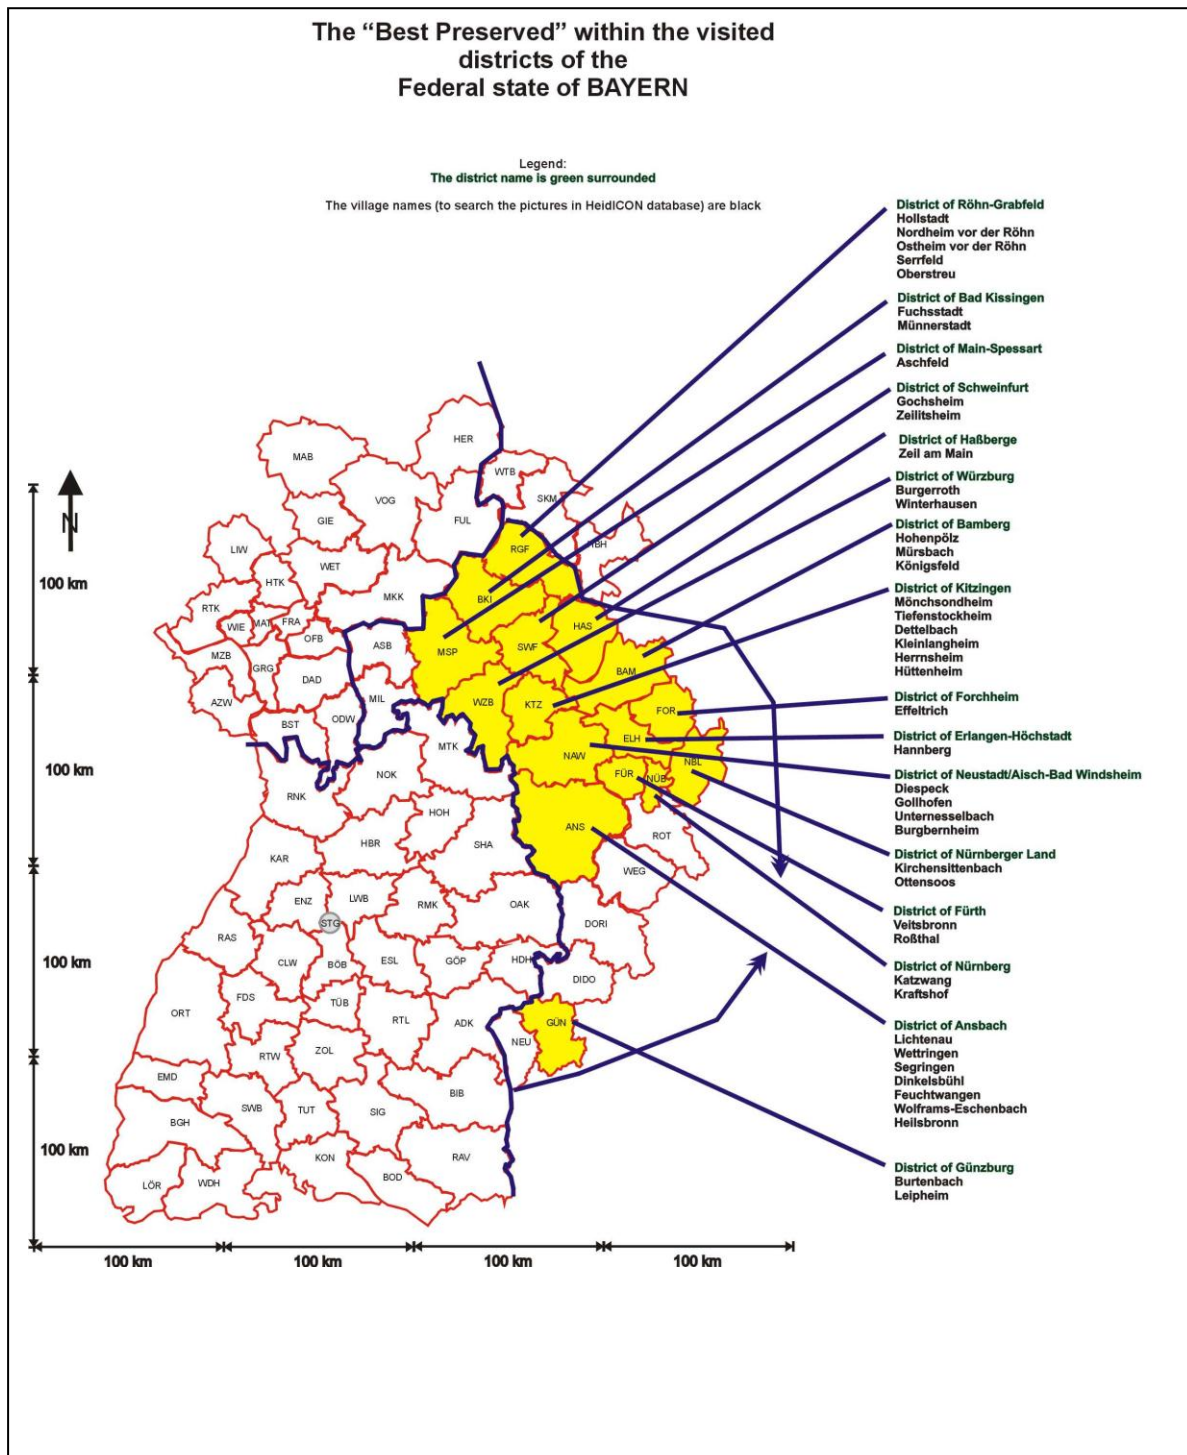 The “Best Preserved” within the visited
districts of the
Federal state of BAYERN
Legend:
The district name is green surrounded
The village names (to search the pictures in HeidICON database) are black
District of Röhn-Grabfeld
Hollstadt
Nordheim vor der Röhn
Ostheim vor der Röhn
Serrfeld
Oberstreu
District of Bad Kissingen
Fuchsstadt
Münnerstadt
District of Main-Spessart
Aschfeld
District of Schweinfurt
Gochsheim
Zeilitsheim
District of Haßberge
Zeil am Main
District of Würzburg
Burgerroth
Winterhausen
District of Bamberg
Hohenpölz
Mürsbach
Königsfeld
District of Kitzingen
Mönchsondheim
Tiefenstockheim
Dettelbach
Kleinlangheim
Herrnsheim
Hüttenheim
District of Forchheim
Effeltrich
District of Erlangen-Höchstadt
Hannberg
District of Neustadt/Aisch-Bad Windsheim
Diespeck
Gollhofen
Unternesselbach
Burgbernheim
District of Nürnberger Land
Kirchensittenbach
Ottensoos
District of Fürth
Veitsbronn
Roßthal
District of Nürnberg
Katzwang
Kraftshof
District of Ansbach
Lichtenau
Wettringen
Segringen
Dinkelsbühl
Feuchtwangen
Wolframs-Eschenbach
Heilsbronn
District of Günzburg
Burtenbach
Leipheim
HER
MAB
WTB
VOG
SKM
GIE
FUL
N
LIW
RGF
WET
HTK
100 km
MKK
BKI
RTK
WIE
MAT
FRA
HAS
OFB
ASB
MSP
SWF
MZB
GRG
BAM
DAD
AZW
MIL
WZB
KTZ
FOR
BST
ODW
ELH
MTK
NAW
NBL
100 km
NOK
FÜR
NÜB
RNK
HOH
ANS
ROT
HBR
SHA
KAR
WEG
ENZ
LWB
RMK
OAK
STG
DORI
RAS
100 km
CLW
BÖB
ESL
GÖP
HDH
DIDO
FDS
TÜB
ORT
RTL
ADK
GÜN
NEU
RTW
ZOL
EMD
BIB
SWB
TUT
SIG
BGH
100 km
KON
RAV
BOD
LÖR
WDH
100 km
100 km
100 km
100 km